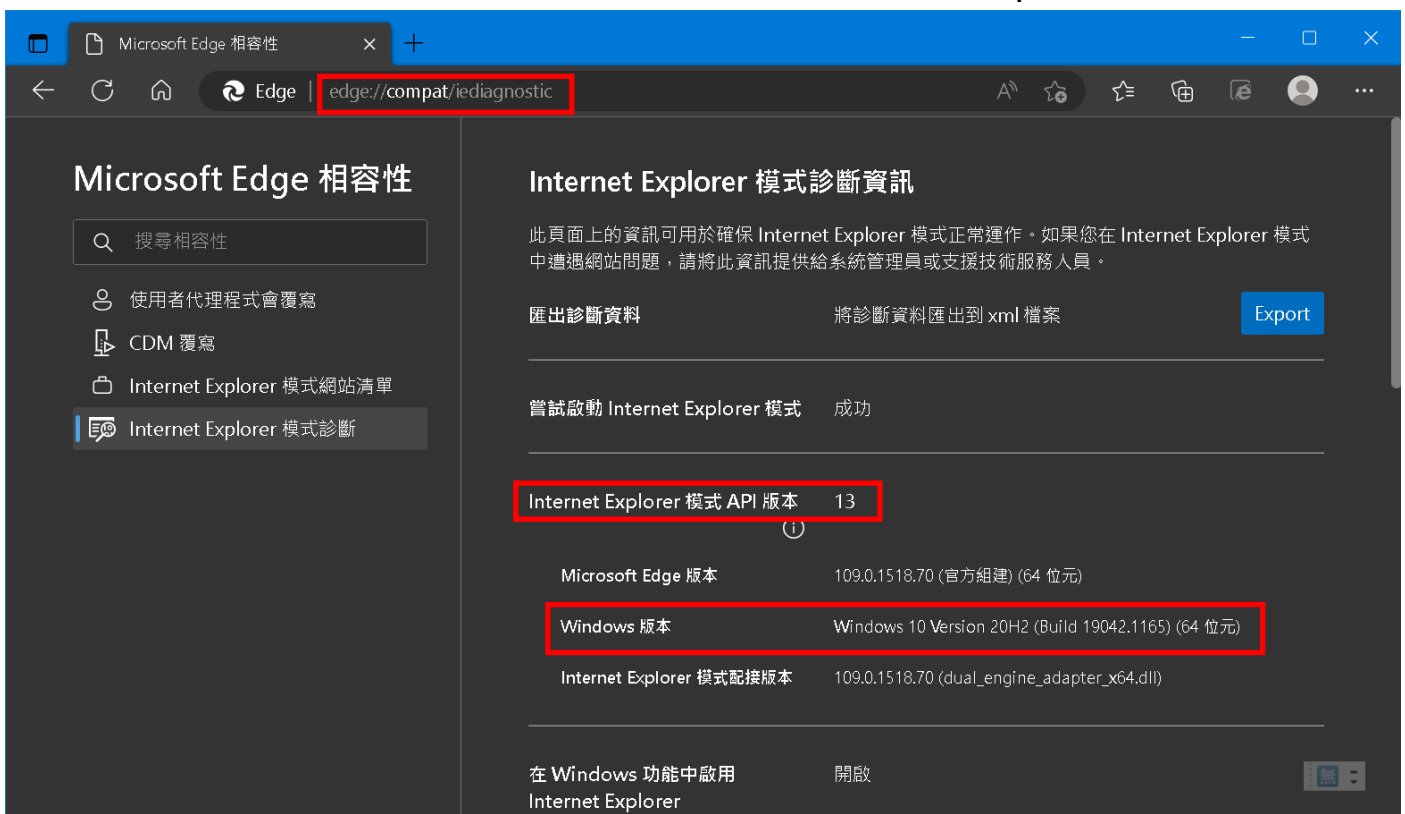 Microsoft Edge 相容性
Edge | edge://compat/iediagnostic
Microsoft Edge 相容性
搜尋相容性
使用者代理程式會覆寫
CDM 覆寫
Internet Explorer 模式網站清單
Internet Explorer 模式診斷
Internet Explorer 模式診斷資訊
此頁面上的資訊可用於確保 Internet Explorer 模式正常運作。如果您在 Internet Explorer 模式
中遭遇網站問題，請將此資訊提供給系統管理員或支援技術服務人員。
匯出診斷資料 將診斷資料匯出到 xml 檔案 Export
嘗試啟動 Internet Explorer 模式 成功
Internet Explorer 模式 API 版本 13
Microsoft Edge 版本 109.0.1518.70 (官方組建) (64 位元)
Windows 版本 Windows 10 Version 20H2 (Build 19042.1165) (64 位元)
Internet Explorer 模式配接版本 109.0.1518.70 (dual_engine_adapter_x64.dll)
在 Windows 功能中啟用 開啟
Internet Explorer
無